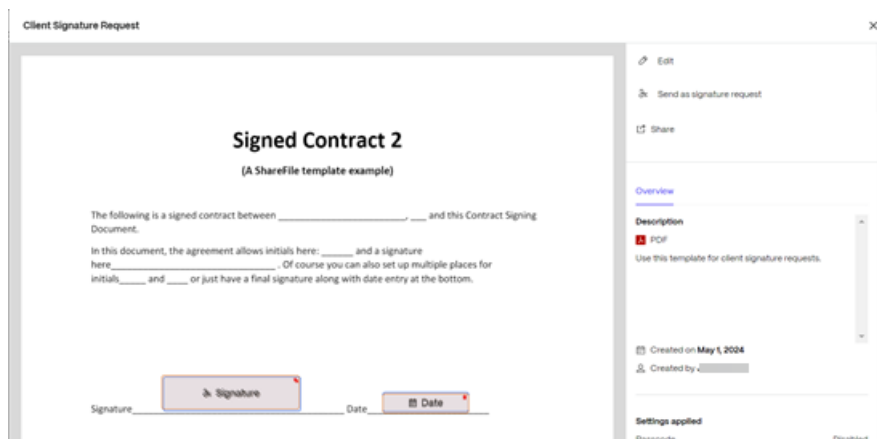 Client Signature Request
Signed Contract 2
(A ShareFile template example)
The following is a signed contract between ________________________, ___ and this Contract Signing
Document.
In this document, the agreement allows initials here: ______ and a signature
here______________________________ . Of course you can also set up multiple places for
initials_____ and ____ or just have a final signature along with date entry at the bottom.
Signature
Date
Signature________________________________________ Date_______________________
Edit
Send as signature request
Share
Overview
Description
PDF
Use this template for client signature requests.
Created on May 1, 2024
Created by
Settings applied
Passcode Disabled